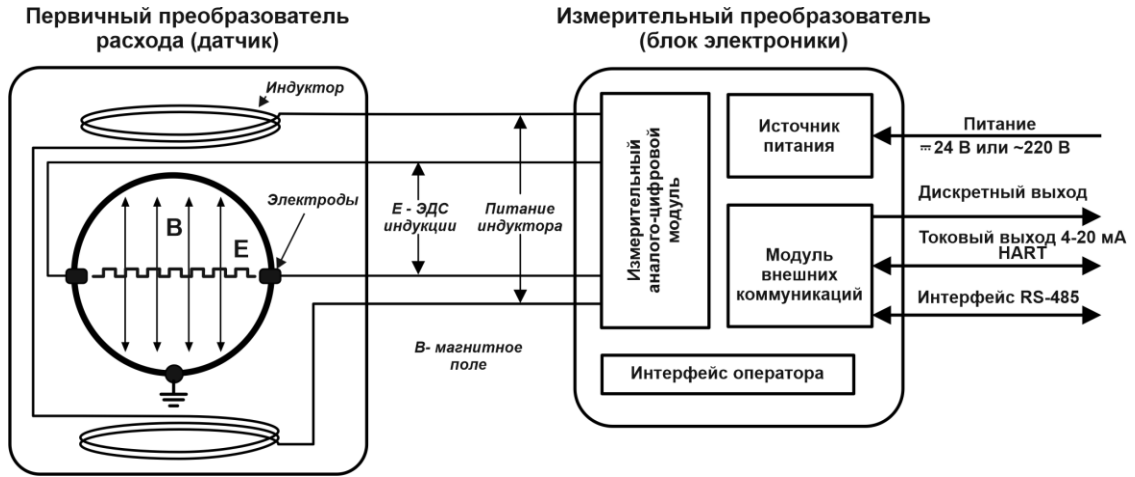 Первичный преобразователь
расхода (датчик)
Измерительный преобразователь
(блок электроники)
Индуктор
Электроды
B
E
E - ЭДС
индукции
Питание
индуктора
B- магнитное
поле
Измерительный
аналого-цифровой
модуль
Источник
питания
Модуль
внешних
коммуникаций
Интерфейс оператора
Питание
⎓ 24 В или ~220 В
Дискретный выход
Токовый выход 4-20 мА
HART
Интерфейс RS-485